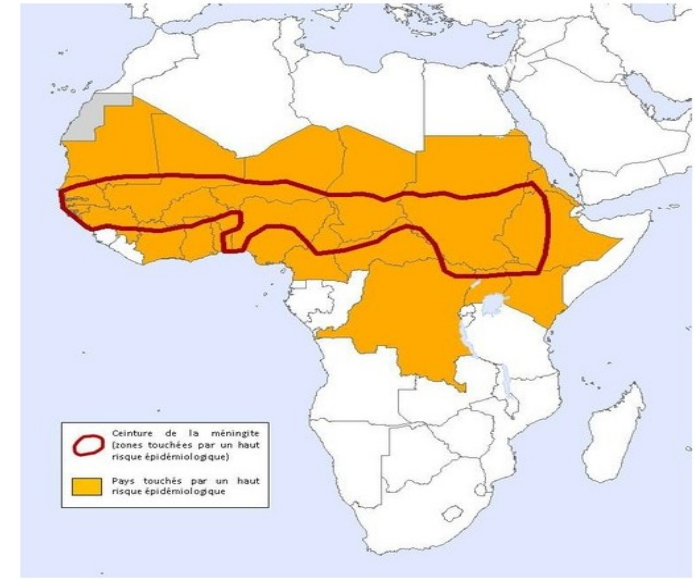 Ceinture de la méningite
(zones touchées par un haut
risque épidémiologique)
Pays touchés par un haut
risque épidémiologique